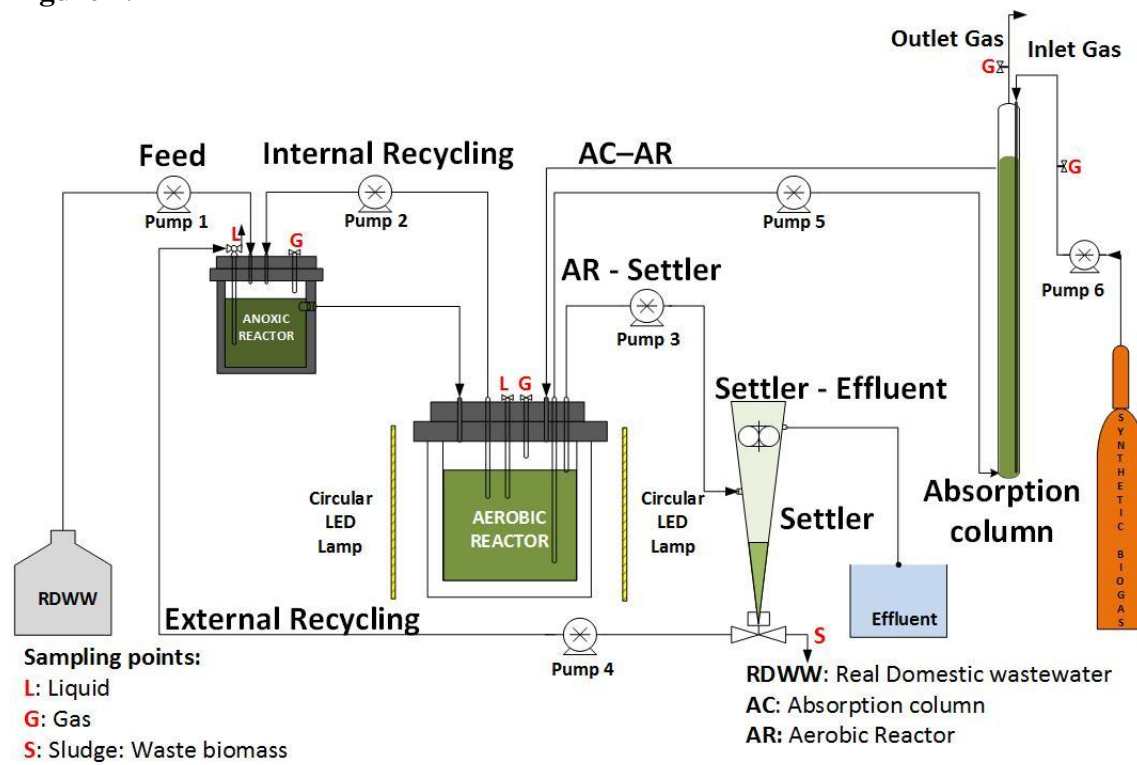 Outlet Gas
Inlet Gas
G
Feed
Internal Recycling
AC–AR
G
Pump 1
Pump 2
Pump 5
L
G
AR - Settler
Pump 6
ANOXIC
REACTOR
Pump 3
L G
Settler - Effluent
Circular
LED
Lamp
AEROBIC
REACTOR
Circular
LED
Lamp
Settler
Absorption
column
SYNTHETIC BIOGAS
RDWW
External Recycling
Effluent
Pump 4
S
Sampling points:
L: Liquid
G: Gas
S: Sludge: Waste biomass
RDWW: Real Domestic wastewater
AC: Absorption column
AR: Aerobic Reactor